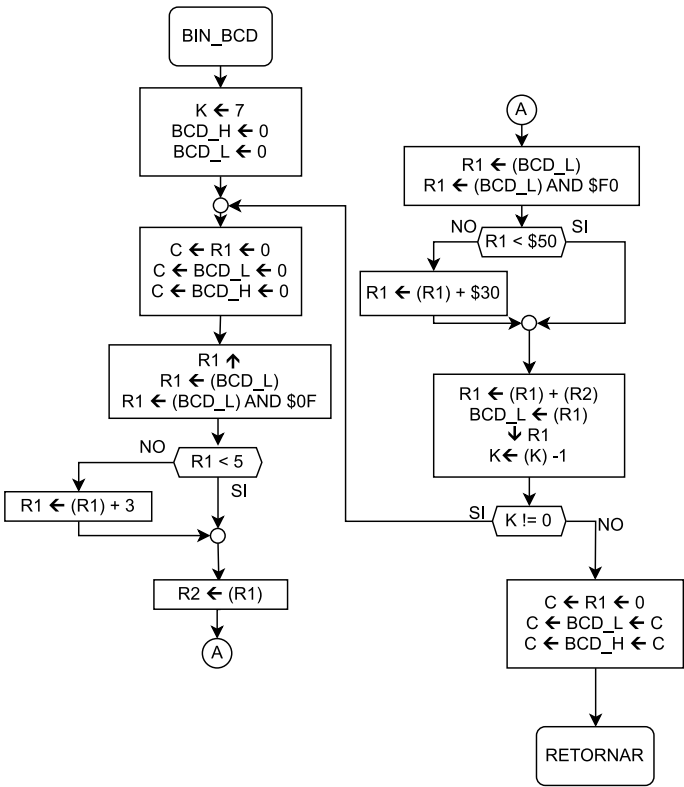 BIN_BCD
K ← 7
BCD_H ← 0
BCD_L ← 0
C ← R1 ← 0
C ← BCD_L ← 0
C ← BCD_H ← 0
R1 ↑
R1 ← (BCD_L)
R1 ← (BCD_L) AND $0F
NO
R1 < 5
SI
R1 ← (R1) + 3
R2 ← (R1)
A
A
R1 ← (BCD_L)
R1 ← (BCD_L) AND $F0
NO
R1 < $50
SI
R1 ← (R1) + $30
R1 ← (R1) + (R2)
BCD_L ← (R1)
↓ R1
K← (K) -1
SI
K != 0
NO
C ← R1 ← 0
C ← BCD_L ← C
C ← BCD_H ← C
RETORNAR